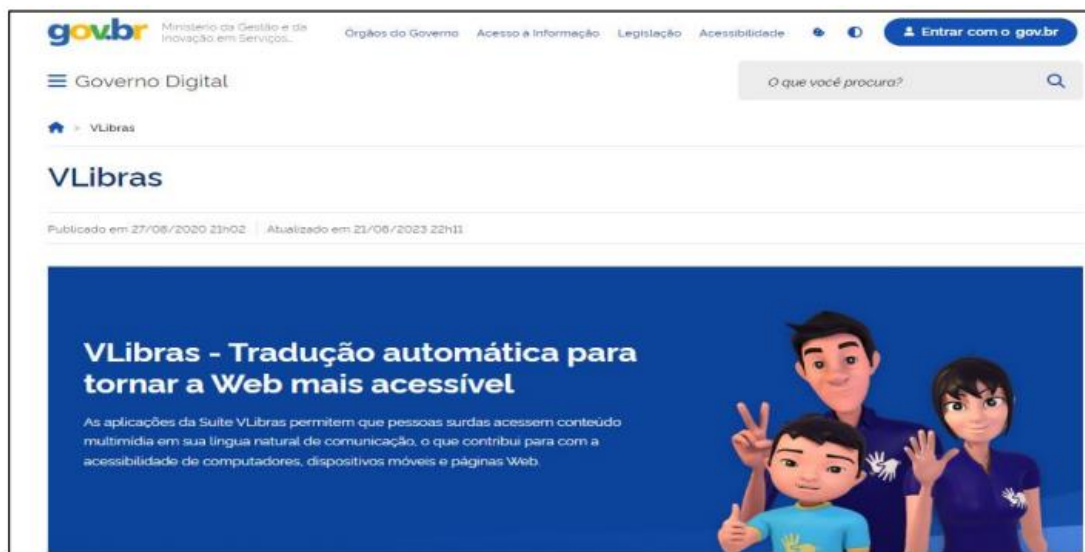 gov.br
Ministério da Gestão e da
Inovação em Serviços...
Órgãos do Governo Acesso à Informação Legislação Acessibilidade
Entrar com o gov.br
Governo Digital
O que você procura?
> VLibras
VLibras
Publicado em 27/08/2020 21h02 Atualizado em 21/06/2023 22h11
VLibras - Tradução automática para
tornar a Web mais acessível
As aplicações da Suíte VLibras permitem que pessoas surdas acessem conteúdo
multimídia em sua língua natural de comunicação, o que contribui para com a
acessibilidade de computadores, dispositivos móveis e páginas Web.